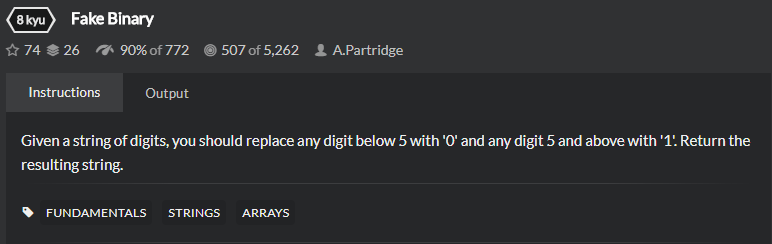 8 kyu Fake Binary
74 26 90% of 772 507 of 5,262 A.Partridge
Instructions Output
Given a string of digits, you should replace any digit below 5 with '0' and any digit 5 and above with '1'. Return the
resulting string.
FUNDAMENTALS STRINGS ARRAYS